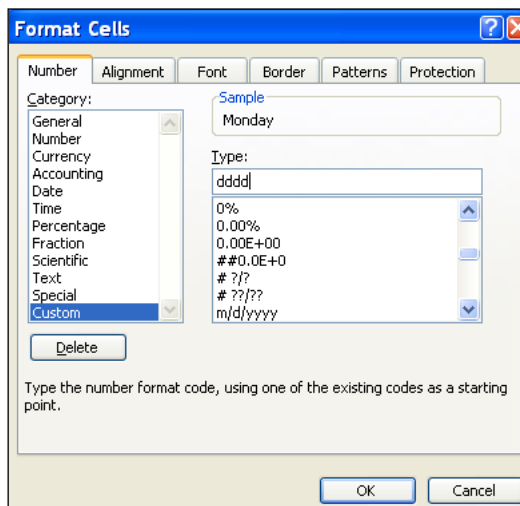 Format Cells
Number Alignment Font Border Patterns Protection
Category:
General
Number
Currency
Accounting
Date
Time
Percentage
Fraction
Scientific
Text
Special
Custom
Sample
Monday
Type:
dddd
0%
0.00%
0.00E+00
##0.0E+0
# ?/?
# ??/??
m/d/yyyy
Delete
Type the number format code, using one of the existing codes as a starting
point.
OK Cancel